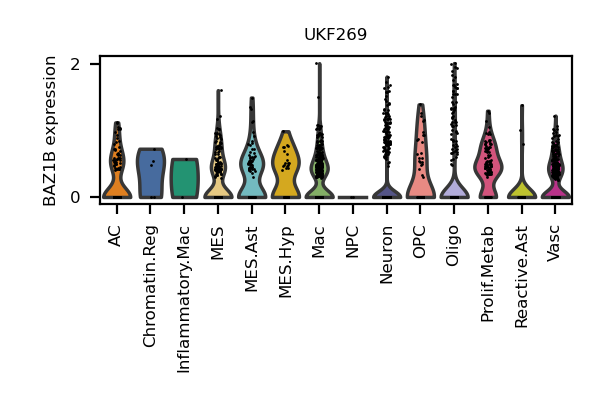 UKF269
BAZ1B expression
2
0
AC
Chromatin.Reg
Inflammatory.Mac
MES
MES.Ast
MES.Hyp
Mac
NPC
Neuron
OPC
Oligo
Prolif.Metab
Reactive.Ast
Vasc